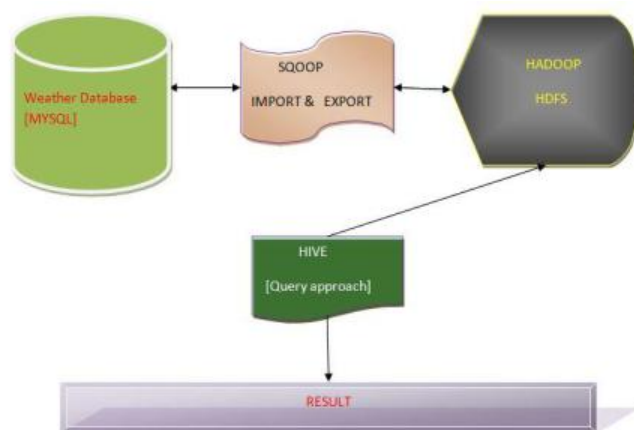 Weather Database
[MYSQL]
SQOOP
IMPORT & EXPORT
HADOOP
HDFS
HIVE
[Query approach]
RESULT